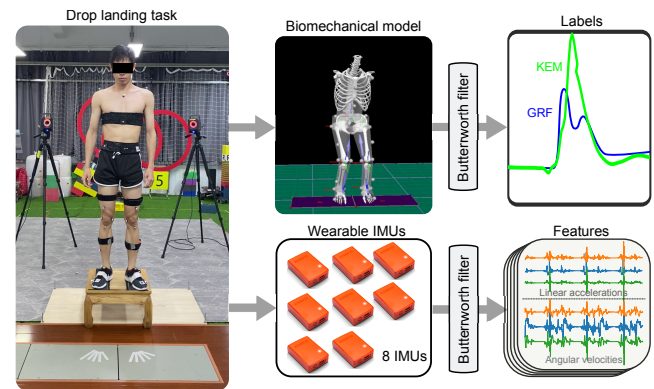 Drop landing task
Biomechanical model
Labels
5
Butterworth filter
KEM
GRF
Wearable IMUs
Features
8 IMUs
Butterworth filter
Linear accelerations
Angular velocities